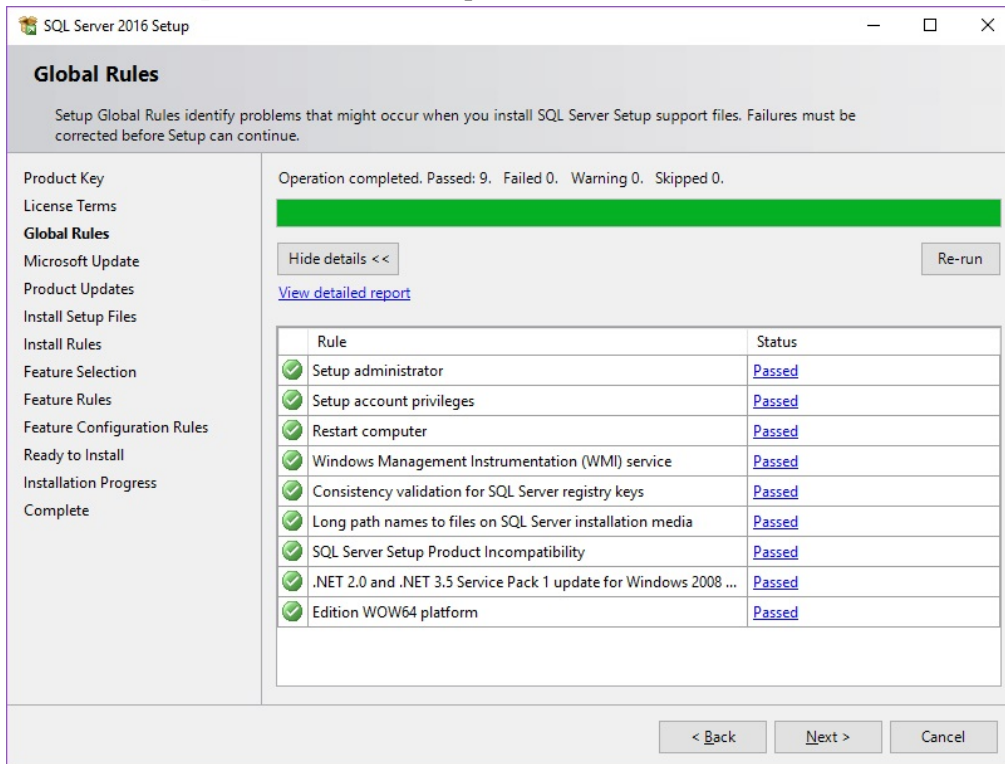 SQL Server 2016 Setup
Global Rules
Setup Global Rules identify problems that might occur when you install SQL Server Setup support files. Failures must be
corrected before Setup can continue.
Product Key
License Terms
Global Rules
Microsoft Update
Product Updates
Install Setup Files
Install Rules
Feature Selection
Feature Rules
Feature Configuration Rules
Ready to Install
Installation Progress
Complete
Operation completed. Passed: 9. Failed 0. Warning 0. Skipped 0.
Hide details <<
Re-run
View detailed report
Rule Status
Setup administrator Passed
Setup account privileges Passed
Restart computer Passed
Windows Management Instrumentation (WMI) service Passed
Consistency validation for SQL Server registry keys Passed
Long path names to files on SQL Server installation media Passed
SQL Server Setup Product Incompatibility Passed
.NET 2.0 and .NET 3.5 Service Pack 1 update for Windows 2008 ... Passed
Edition WOW64 platform Passed
< Back Next > Cancel